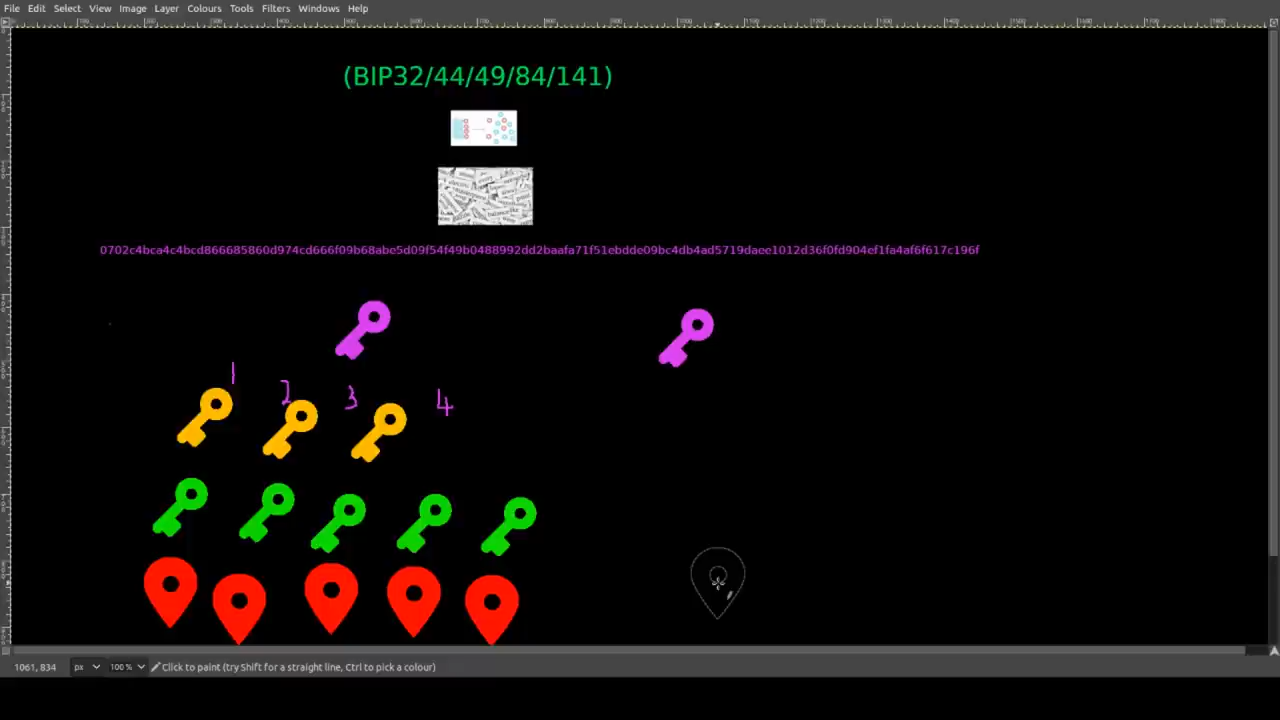 File Edit Select View Image Layer Colours Tools Filters Windows Help
(BIP32/44/49/84/141)
0702c4bca4c4bcd866685860d974cd666f09b68abe5d09f54f49b0488992dd2baafa71f51ebdde09bc4db4ad5719daee1012d36f0fd904ef1fa4af6f617c196f
1 2 3 4
1061, 834 px 100 % Click to paint (try Shift for a straight line, Ctrl to pick a colour)